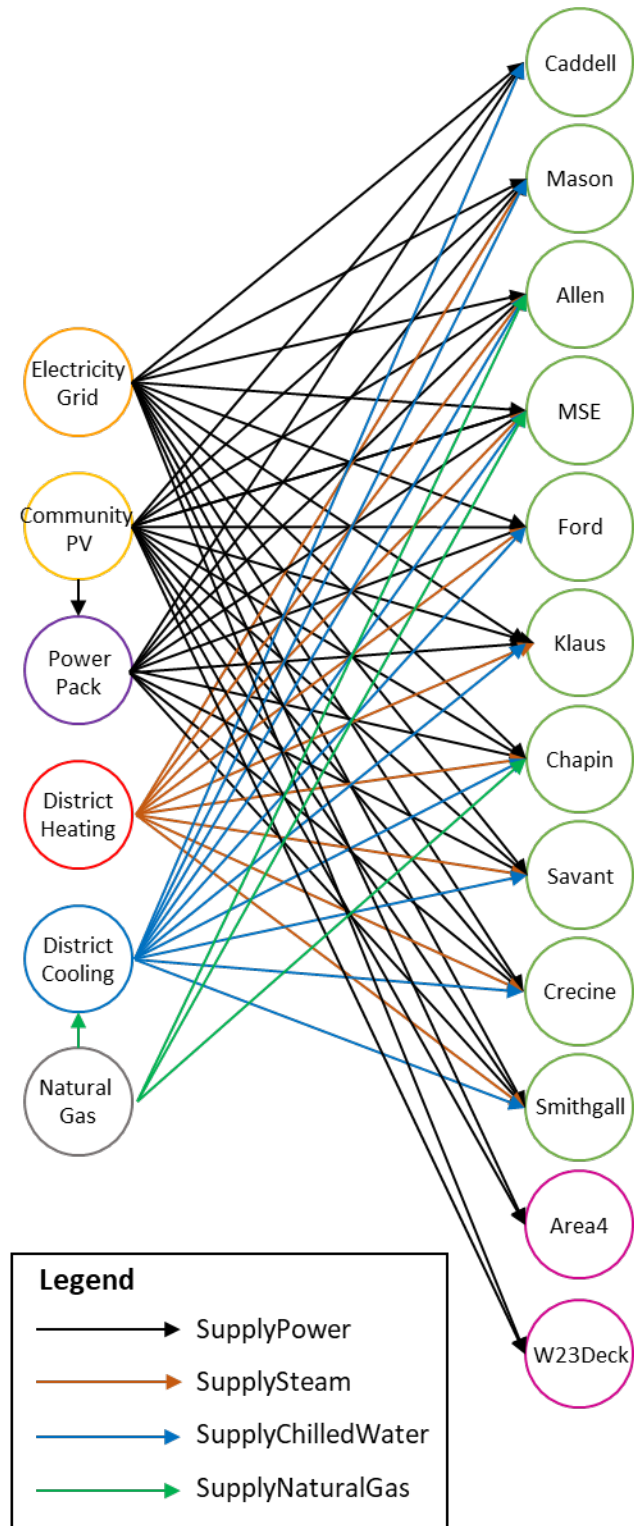 Caddell
Mason
Allen
Electricity
Grid
MSE
Community
PV
Ford
Power
Pack
Klaus
Chapin
District
Heating
Savant
District
Cooling
Crecine
Natural
Gas
Smithgall
Area4
W23Deck
Legend
SupplyPower
SupplySteam
SupplyChilledWater
SupplyNaturalGas